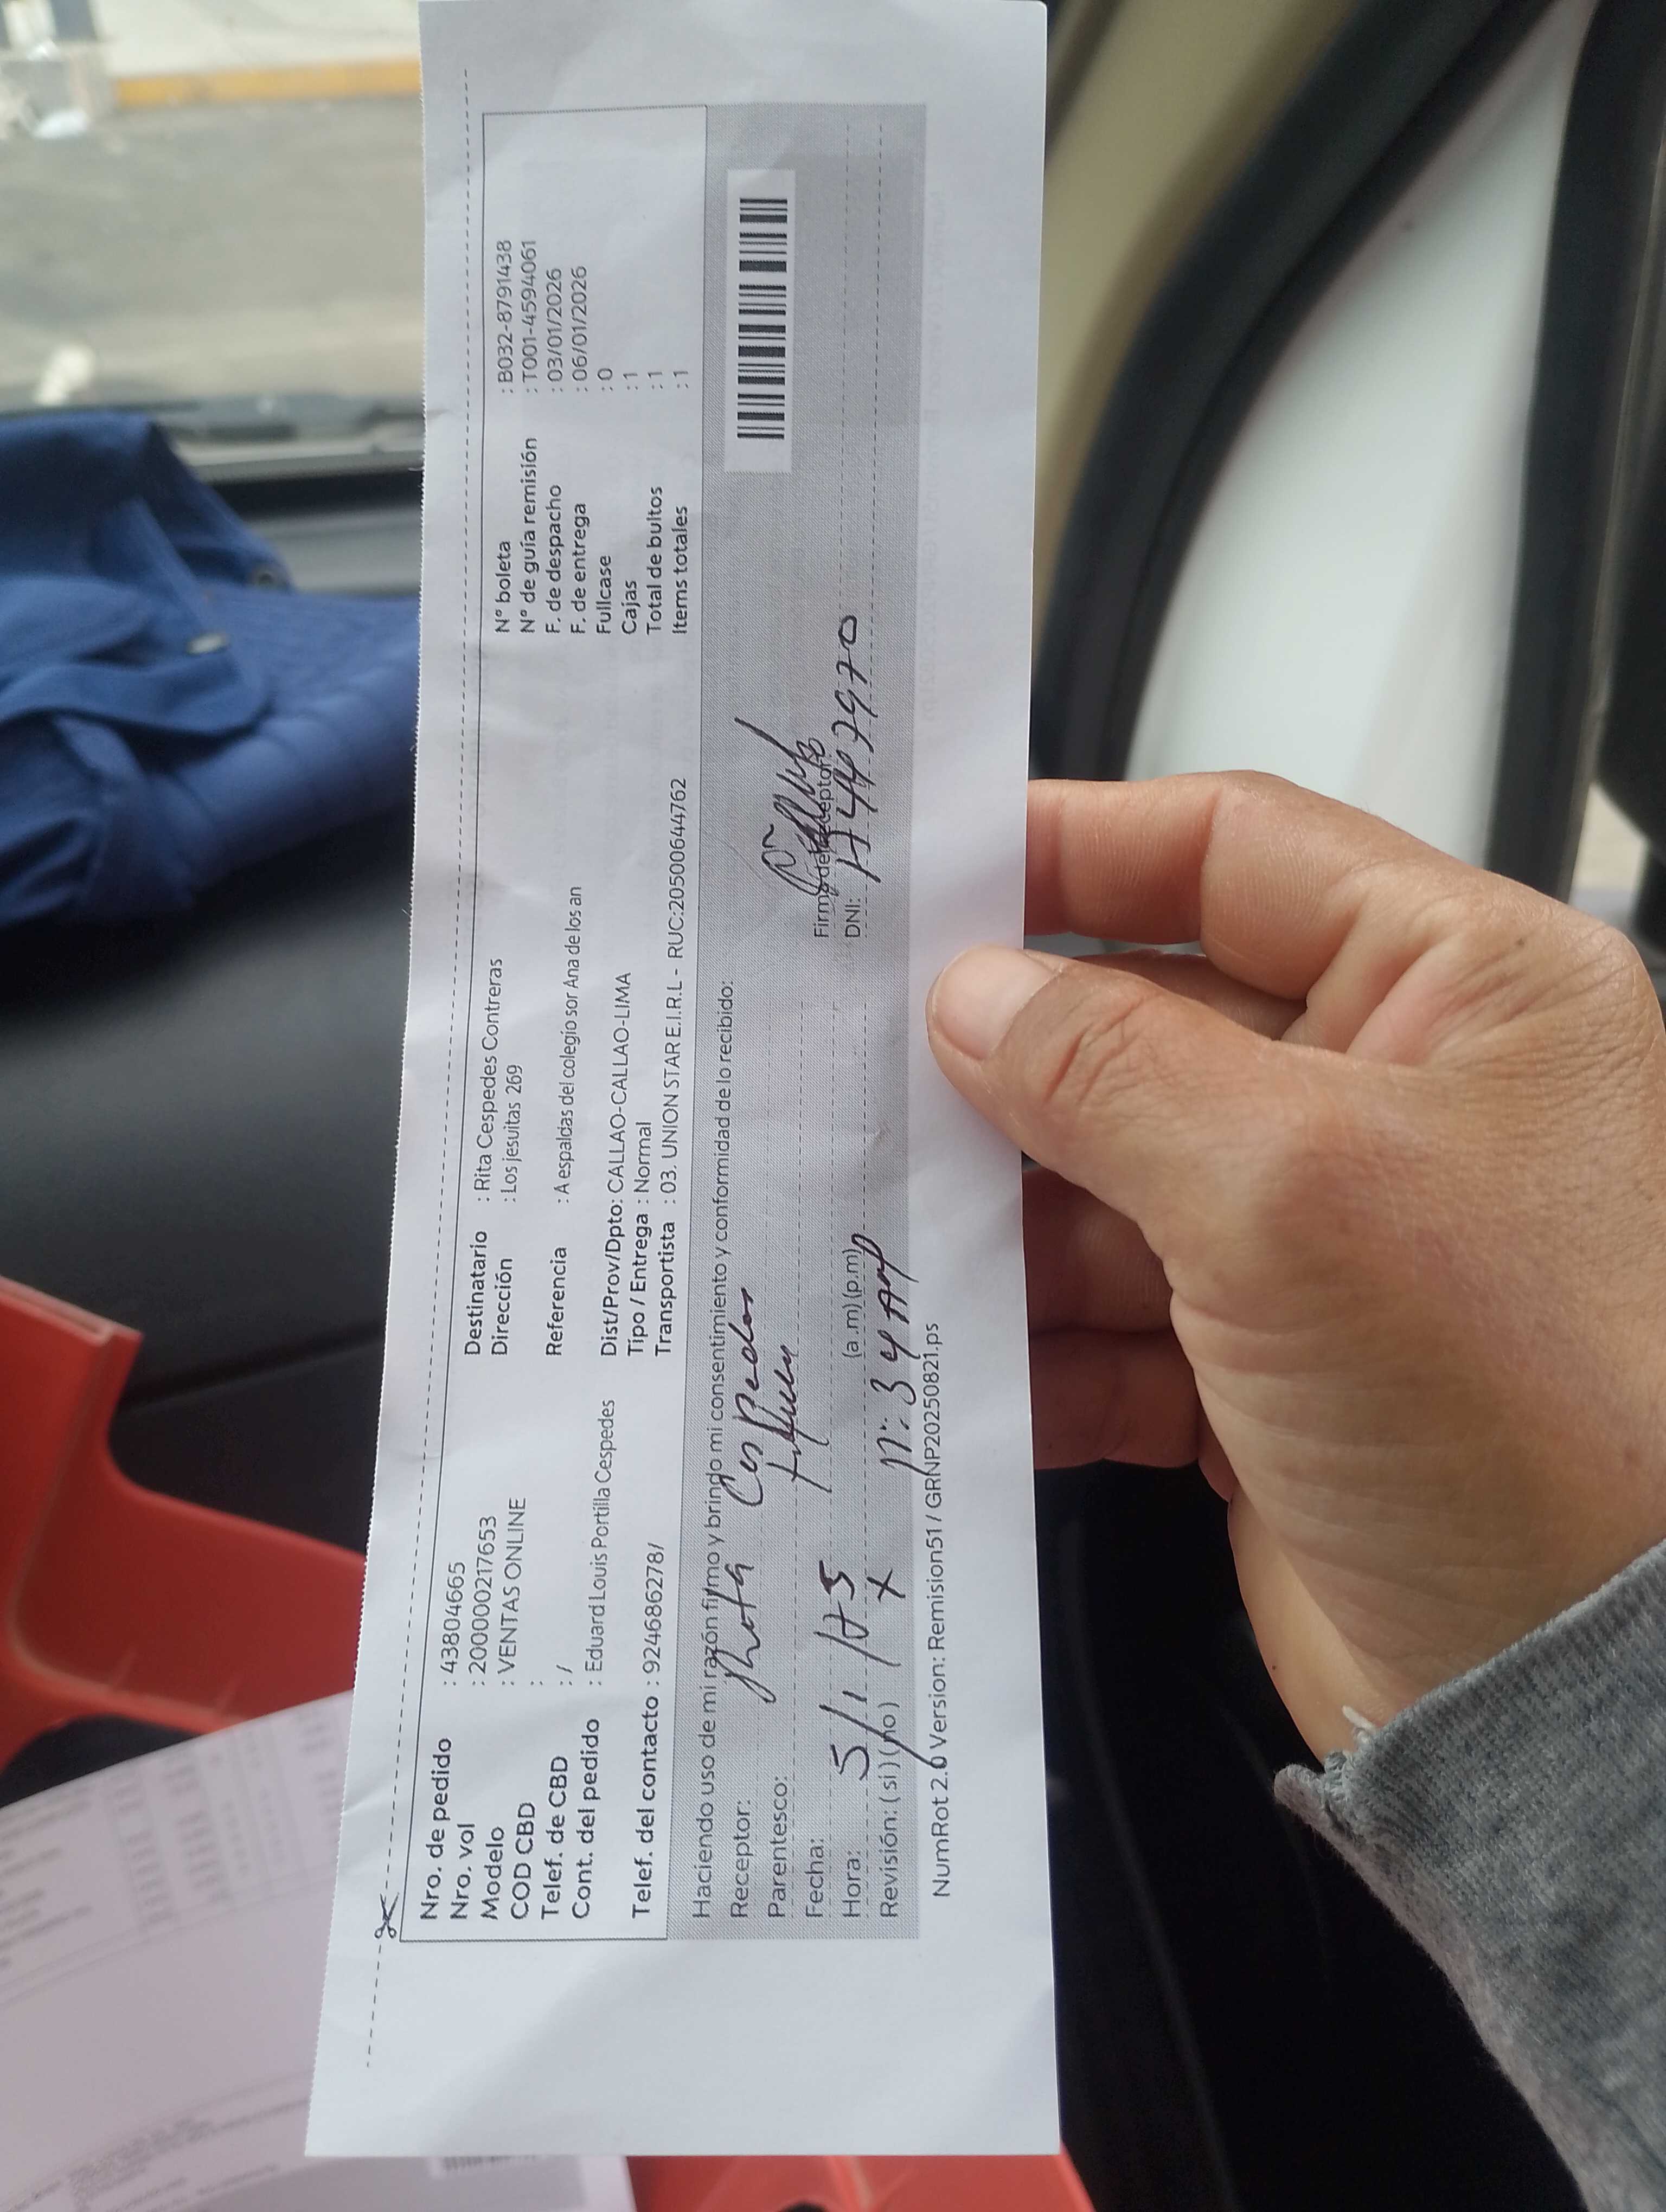 Nro. de pedido : 43804665
Nro. vol : 2000000217653
Modelo : VENTAS ONLINE
COD CBD :
Telef. de CBD : /
Cont. del pedido : Eduard Louis Portilla Cespedes
Telef. del contacto : 924686278/
Destinatario : Rita Cespedes Contreras
Dirección : Los jesuitas 269
Referencia : A espaldas del colegio sor Ana de los an
Dist/Prov/Dpto: CALLAO-CALLAO-LIMA
Tipo / Entrega : Normal
Transportista : 03. UNION STAR E.I.R.L - RUC:20500644762
N° boleta : B032-8791438
N° de guía remisión : T001-4594061
F. de despacho : 03/01/2026
F. de entrega : 06/01/2026
Fullcase : 0
Cajas : 1
Total de bultos : 1
Items totales : 1
Haciendo uso de mi razón firmo y brindo mi consentimiento y conformidad de lo recibido:
Receptor: Cespedes
Parentesco:
Fecha: 5/1
Hora: (a.m) (p.m)
Revisión: ( si ) ( no )
Firma del receptor
DNI:
NumRot 2.0 Version: Remision51 / GRNP20250821.ps